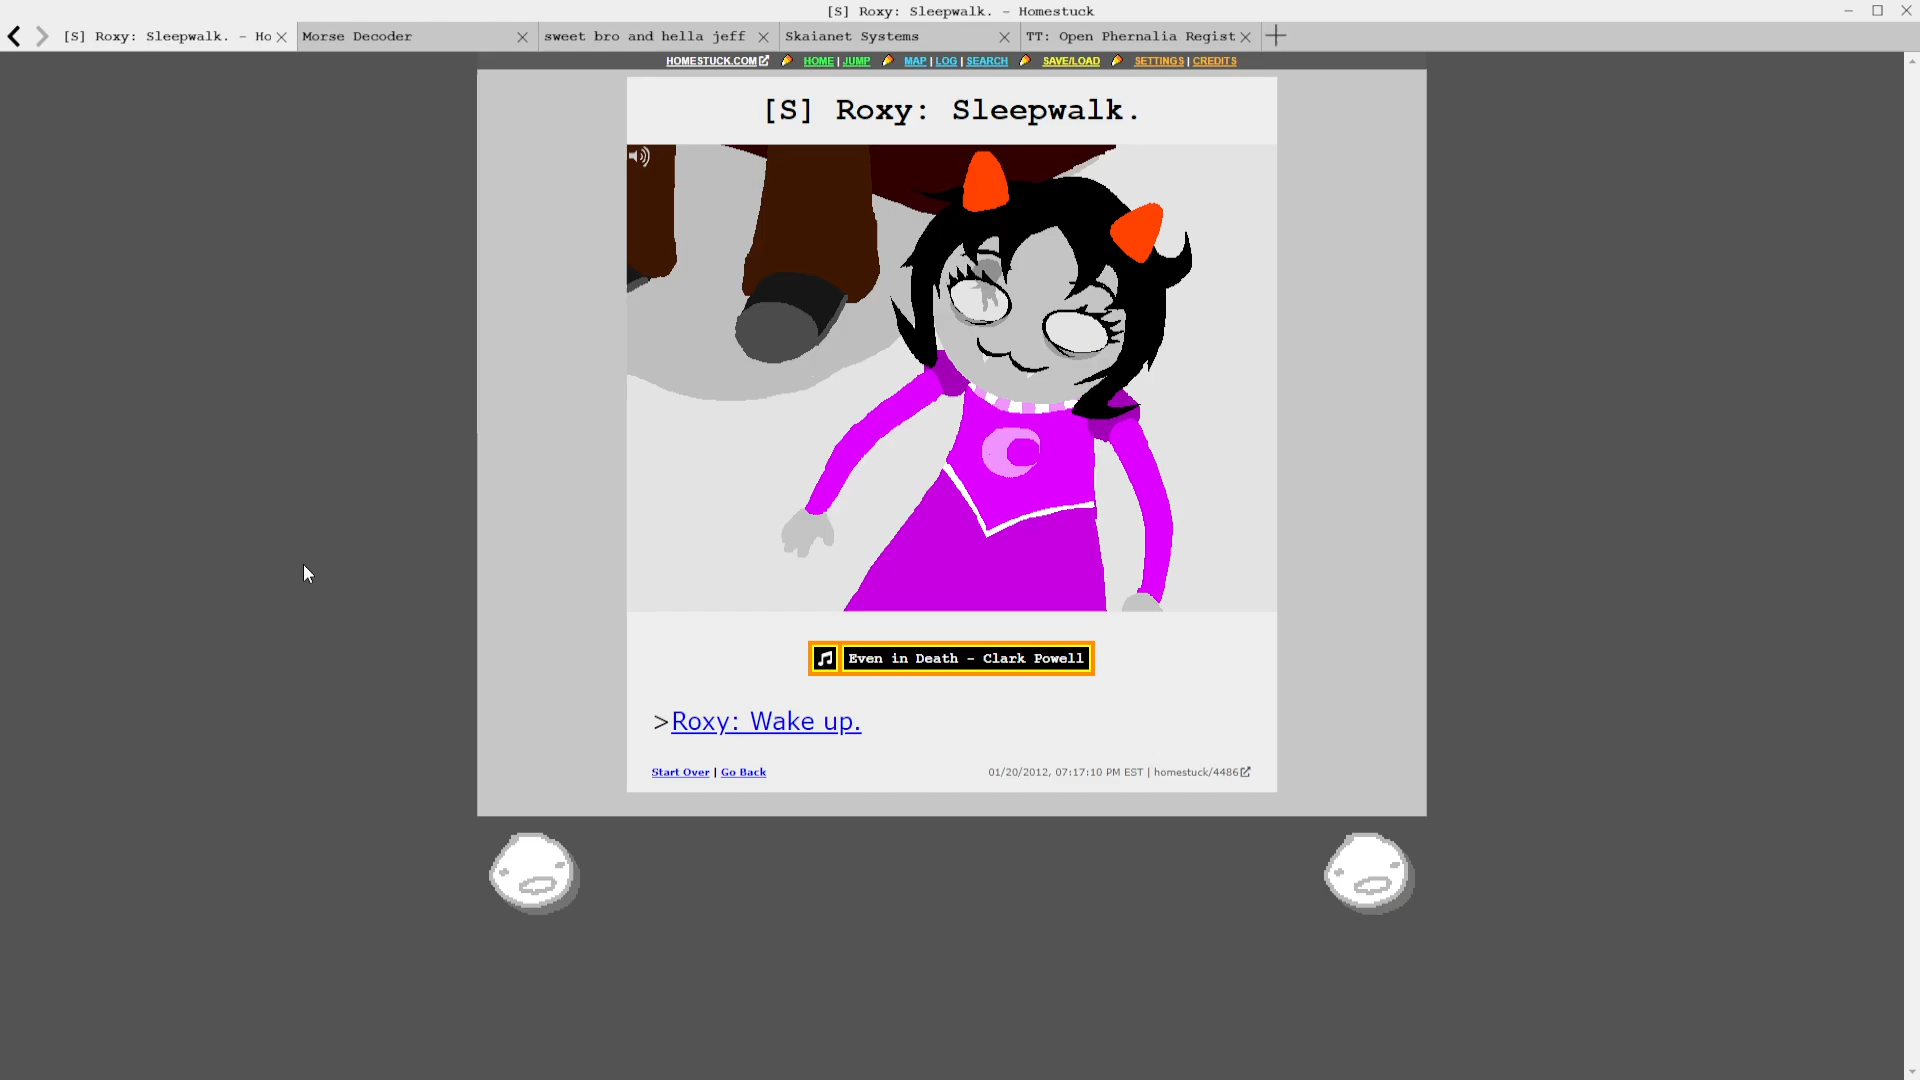 [S] Roxy: Sleepwalk. - Homestuck
[S] Roxy: Sleepwalk. - Ho
Morse Decoder
sweet bro and hella jeff
Skaianet Systems
TT: Open Phernalia Regist
HOMESTUCK.COM HOME | JUMP MAP | LOG | SEARCH SAVE/LOAD SETTINGS | CREDITS
[S] Roxy: Sleepwalk.
Even in Death - Clark Powell
>Roxy: Wake up.
Start Over | Go Back
01/20/2012, 07:17:10 PM EST | homestuck/4486